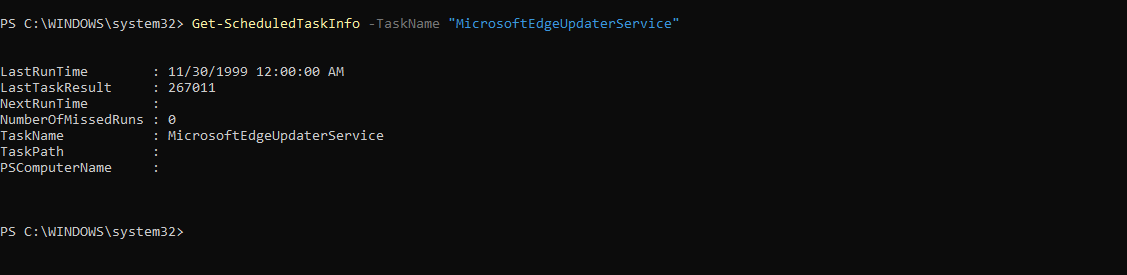 PS C:\WINDOWS\system32> Get-ScheduledTaskInfo -TaskName "MicrosoftEdgeUpdaterService"
LastRunTime : 11/30/1999 12:00:00 AM
LastTaskResult : 267011
NextRunTime :
NumberOfMissedRuns : 0
TaskName : MicrosoftEdgeUpdaterService
TaskPath :
PSComputerName :
PS C:\WINDOWS\system32>